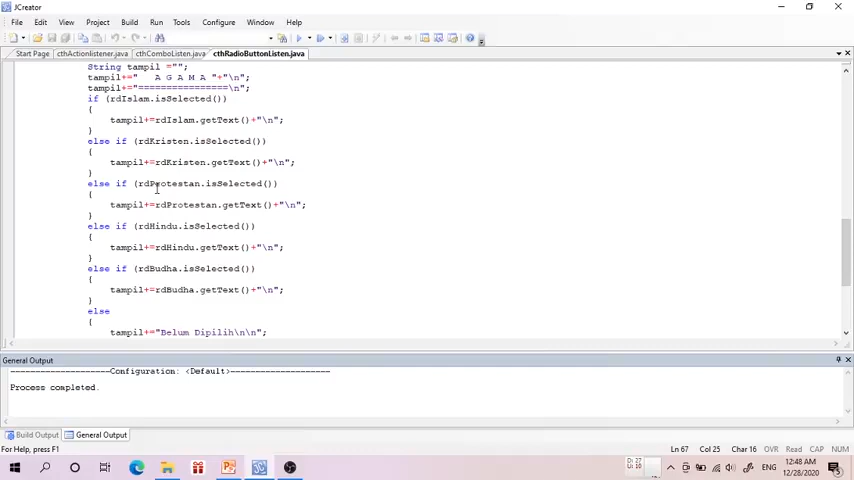 JCreator
File Edit View Project Build Run Tools Configure Window Help
Start Page cthActionlistener.java cthComboListen.java cthRadioButtonListen.java
String tampil ="";
tampil+="   A G A M A "+"\n";
tampil+="================\n";
if (rdIslam.isSelected())
{
tampil+=rdIslam.getText()+"\n";
}
else if (rdKristen.isSelected())
{
tampil+=rdKristen.getText()+"\n";
}
else if (rdProtestan.isSelected())
{
tampil+=rdProtestan.getText()+"\n";
}
else if (rdHindu.isSelected())
{
tampil+=rdHindu.getText()+"\n";
}
else if (rdBudha.isSelected())
{
tampil+=rdBudha.getText()+"\n";
}
else
{
tampil+="Belum Dipilih\n\n";
General Output
--------------------Configuration: <Default>--------------------
Process completed.
Build Output General Output
For Help, press F1 Ln 67 Col 25 Char 16 OVR Read CAP NUM
D: 27
U: 10
ENG
12:48 AM
12/28/2020